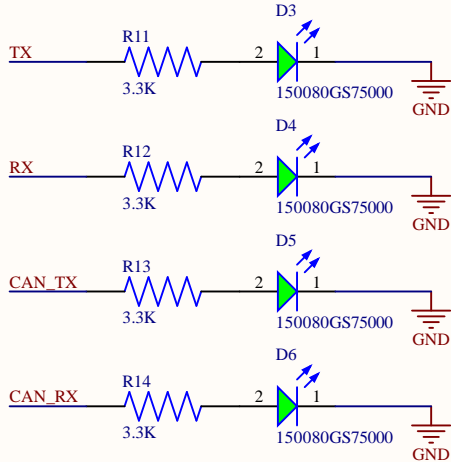 D3
R11
TX
2
1
3.3K
150080GS75000
GND
D4
R12
RX
2
1
3.3K
150080GS75000
GND
D5
R13
CAN_TX
2
1
3.3K
150080GS75000
GND
D6
R14
CAN_RX
2
1
3.3K
150080GS75000
GND